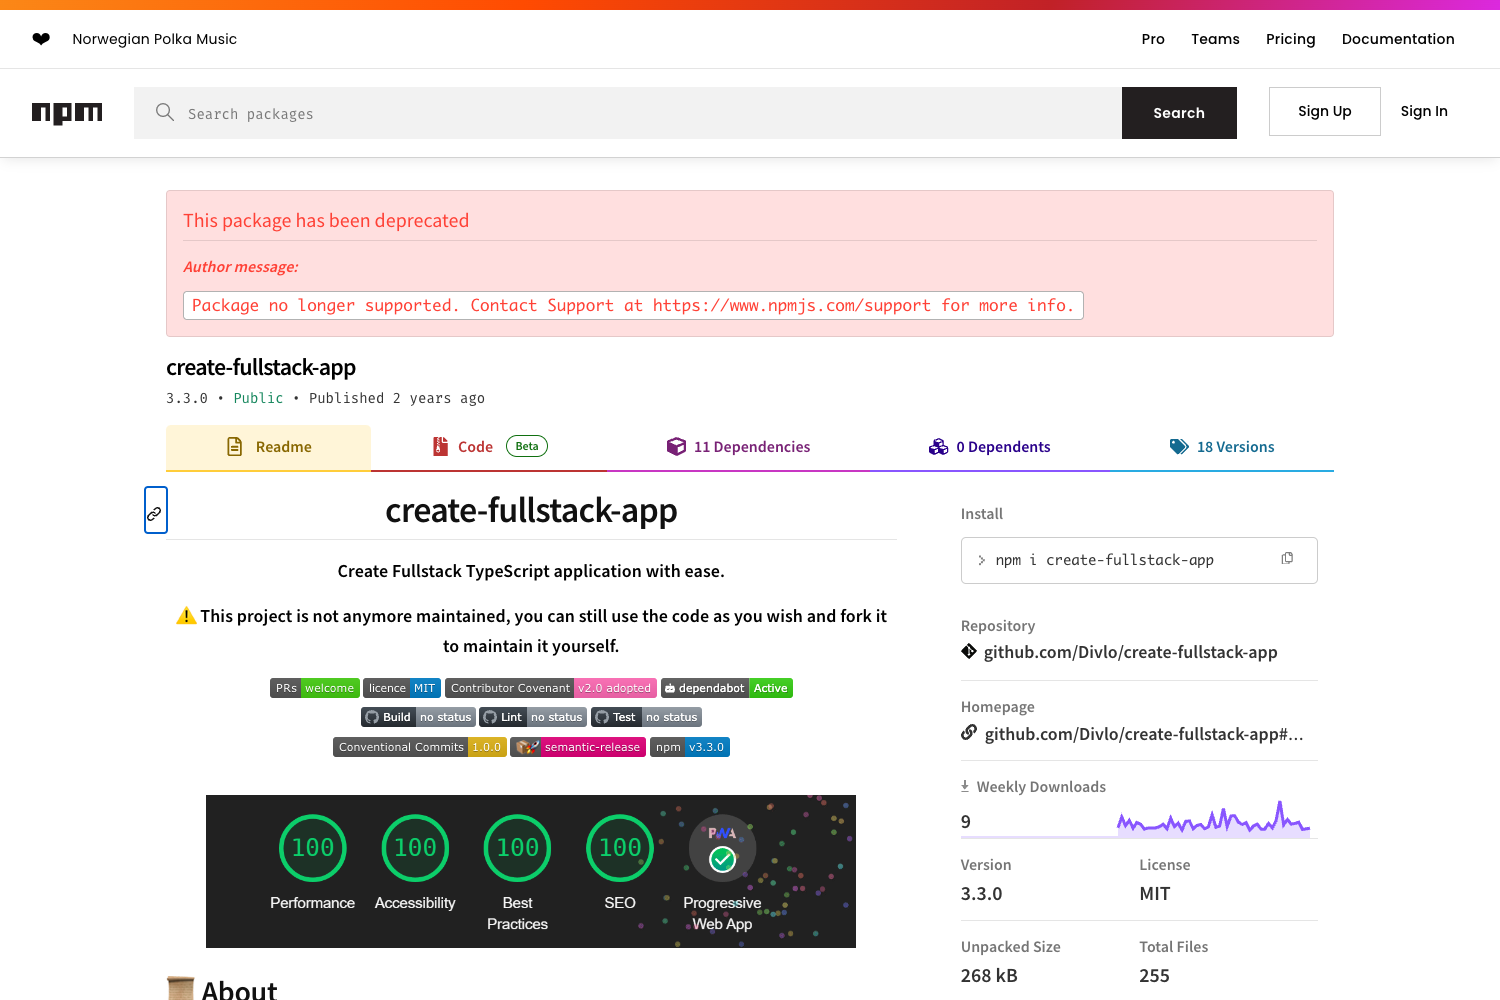 ❤ Norwegian Polka Music
Pro Teams Pricing Documentation
npm
Search packages
Search
Sign Up
Sign In
This package has been deprecated
Author message:
Package no longer supported. Contact Support at https://www.npmjs.com/support for more info.
create-fullstack-app
3.3.0 • Public • Published 2 years ago
Readme
Code Beta
11 Dependencies
0 Dependents
18 Versions
create-fullstack-app
Create Fullstack TypeScript application with ease.
⚠️ This project is not anymore maintained, you can still use the code as you wish and fork it
to maintain it yourself.
PRs welcome licence MIT Contributor Covenant v2.0 adopted dependabot Active
Build no status Lint no status Test no status
Conventional Commits 1.0.0 semantic-release npm v3.3.0
100 100 100 100 PWA
Performance Accessibility Best Practices SEO Progressive Web App
About
Install
npm i create-fullstack-app
Repository
github.com/Divlo/create-fullstack-app
Homepage
github.com/Divlo/create-fullstack-app#...
Weekly Downloads
9
Version License
3.3.0 MIT
Unpacked Size Total Files
268 kB 255